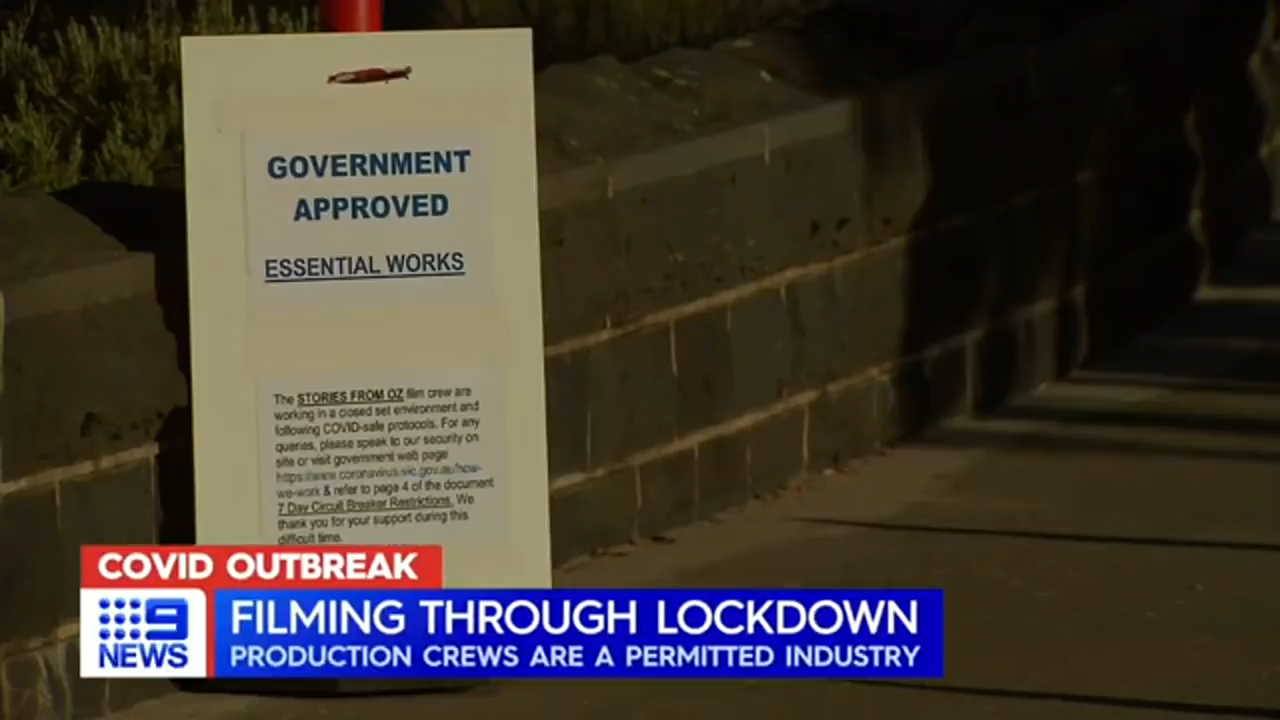 GOVERNMENT
APPROVED
ESSENTIAL WORKS
The STORIES FROM OZ film crew are
working in a closed set environment and
following COVID-safe protocols. For any
queries, please speak to our security on
site or visit government web page
https://www.coronavirus.vic.gov.au/how-
we-work & refer to page 4 of the document
7 Day Circuit Breaker Restrictions. We
thank you for your support during this
difficult time.
COVID OUTBREAK
9
NEWS
FILMING THROUGH LOCKDOWN
PRODUCTION CREWS ARE A PERMITTED INDUSTRY